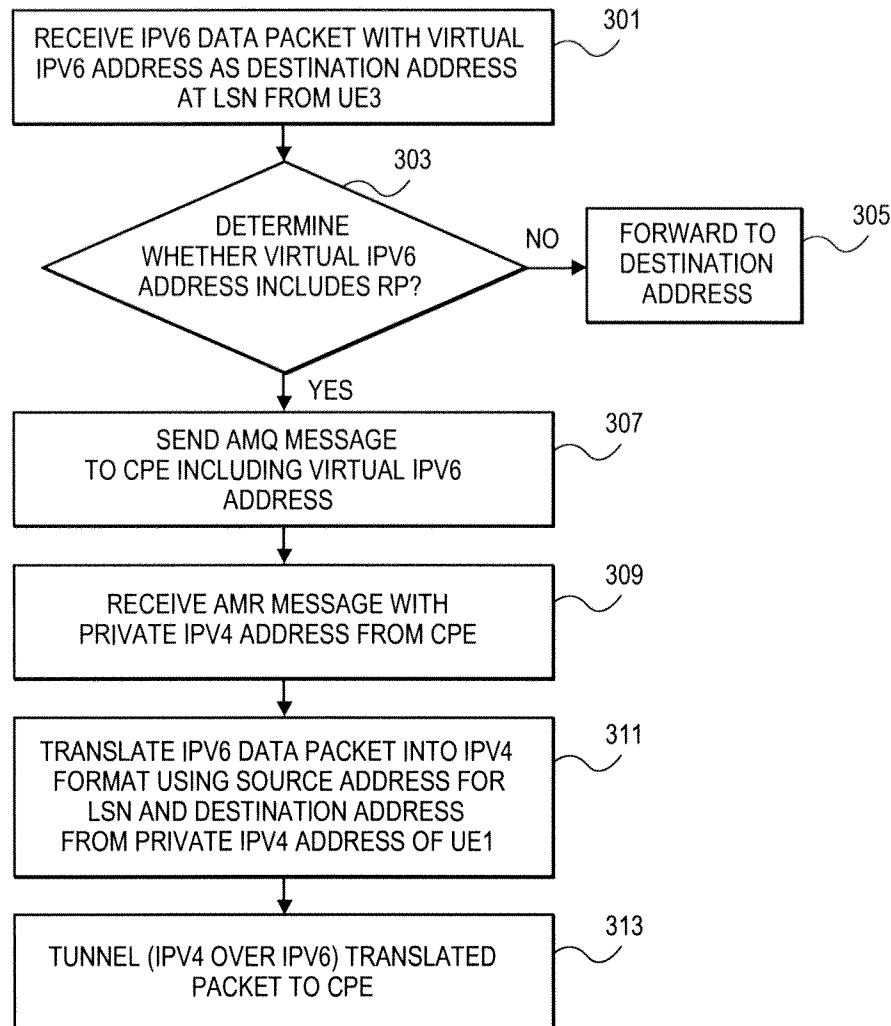 RECEIVE IPV6 DATA PACKET WITH VIRTUAL
IPV6 ADDRESS AS DESTINATION ADDRESS
AT LSN FROM UE3
301
303
DETERMINE
WHETHER VIRTUAL IPV6
ADDRESS INCLUDES RP?
NO
FORWARD TO
DESTINATION
ADDRESS
305
YES
SEND AMQ MESSAGE
TO CPE INCLUDING VIRTUAL IPV6
ADDRESS
307
RECEIVE AMR MESSAGE WITH
PRIVATE IPV4 ADDRESS FROM CPE
309
TRANSLATE IPV6 DATA PACKET INTO IPV4
FORMAT USING SOURCE ADDRESS FOR
LSN AND DESTINATION ADDRESS
FROM PRIVATE IPV4 ADDRESS OF UE1
311
TUNNEL (IPV4 OVER IPV6) TRANSLATED
PACKET TO CPE
313